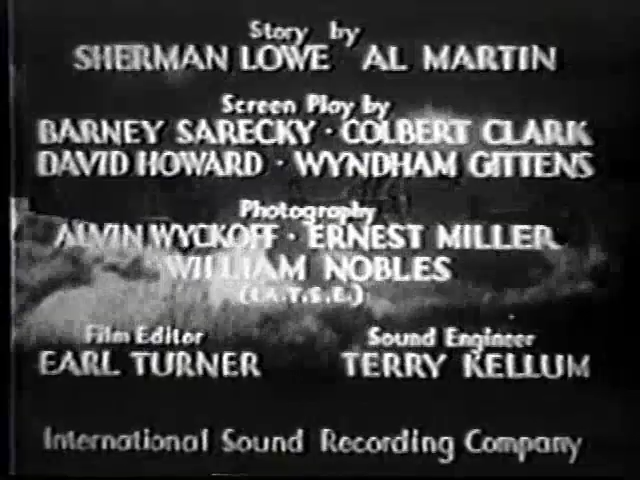 Story by
SHERMAN LOWE AL MARTIN
Screen Play by
BARNEY SARECKY · COLBERT CLARK
DAVID HOWARD · WYNDHAM GITTENS
Photography
ALVIN WYCKOFF · ERNEST MILLER
WILLIAM NOBLES
(I.A.T.S.E.)
Film Editor
EARL TURNER
Sound Engineer
TERRY KELLUM
International Sound Recording Company